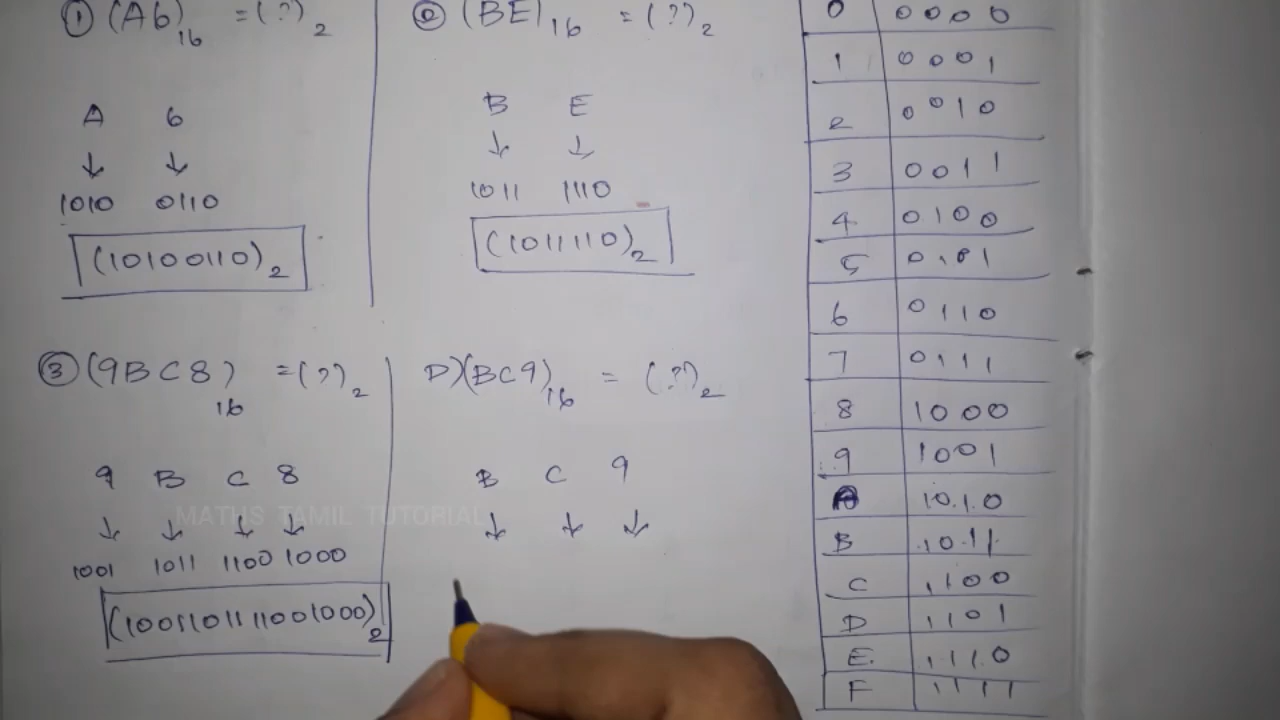 ① (A6)₁₆ = (?)₂
A 6
↓ ↓
1010 0110
(10100110)₂
② (BE)₁₆ = (?)₂
B E
↓ ↓
1011 1110
(1011110)₂
③ (9BC8)₁₆ = (?)₂
9 B C 8
↓ ↓ ↓ ↓
1001 1011 1100 1000
(1001101111001000)₂
D)(BC9)₁₆ = (?)₂
B C 9
↓ ↓ ↓
MATHS TAMIL TUTORIAL
0 0000
1 0001
2 0010
3 0011
4 0100
5 0101
6 0110
7 0111
8 1000
9 1001
A 1010
B 1011
C 1100
D 1101
E 1110
F 1111